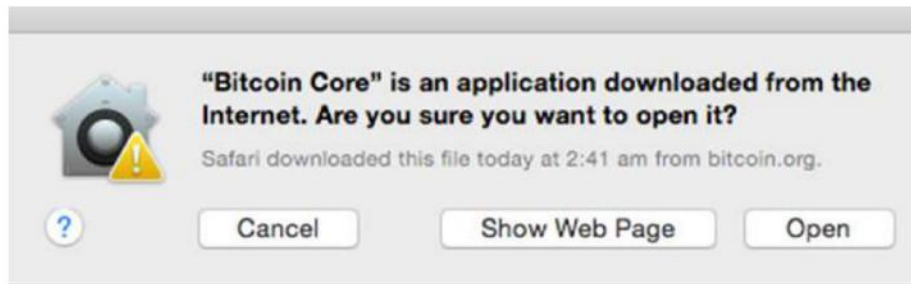 “Bitcoin Core” is an application downloaded from the
Internet. Are you sure you want to open it?
Safari downloaded this file today at 2:41 am from bitcoin.org.
? Cancel Show Web Page Open